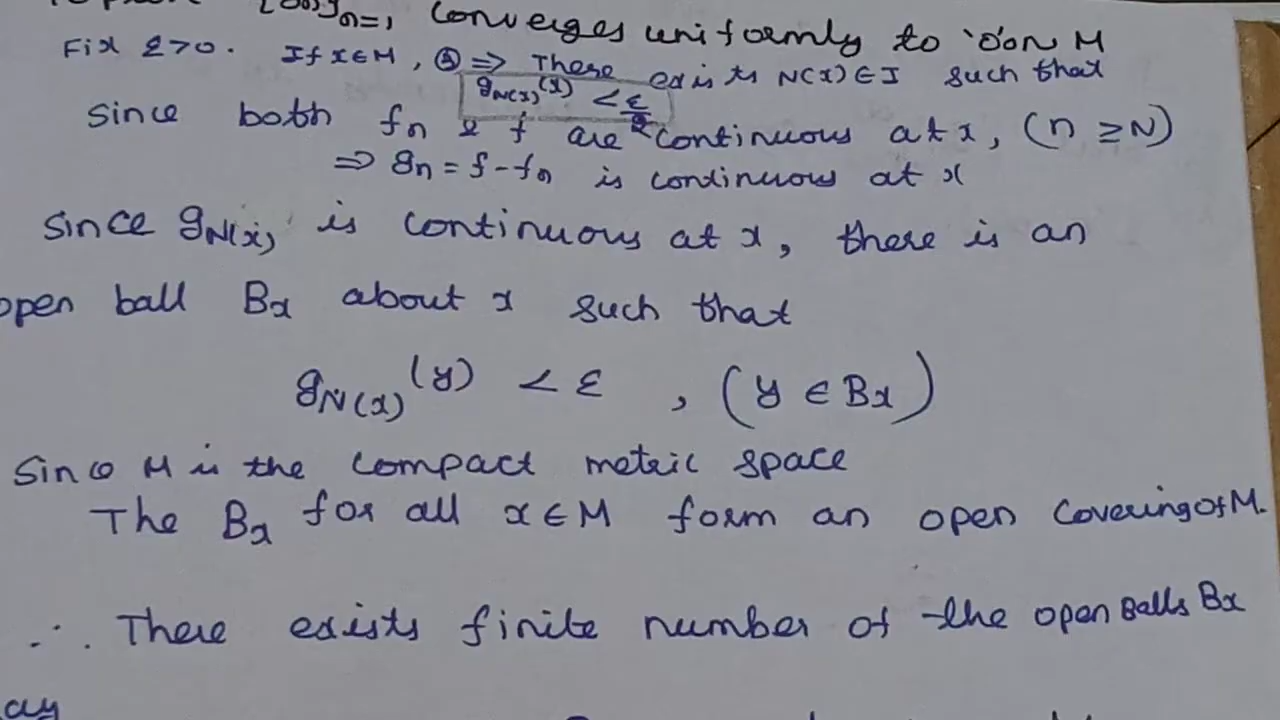 converges uniformly to 'o' on M
Fix ε>0. If x∈M, ⇒ There exists N(x)∈I such that
g_N(x)(x) < ε/2
Since both fn & f are continuous at x, (n ≥ N)
⇒ gn = f - fn is continuous at x
Since g_N(x) is continuous at x, there is an
open ball Bx about x such that
g_N(x)(y) < ε , (y ∈ Bx)
Since M is the compact metric space
The Bx for all x∈M form an open covering of M.
∴ There exists finite number of the open Balls Bx